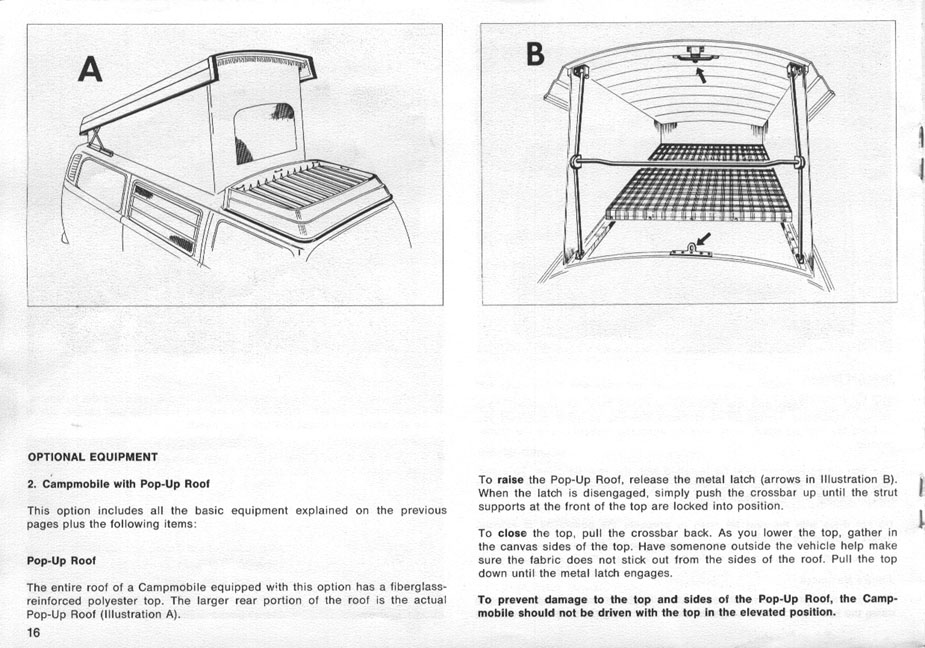 A
B
OPTIONAL EQUIPMENT
2. Campmobile with Pop-Up Roof
This option includes all the basic equipment explained on the previous
pages plus the following items:
Pop-Up Roof
The entire roof of a Campmobile equipped with this option has a fiberglass-
reinforced polyester top. The larger rear portion of the roof is the actual
Pop-Up Roof (Illustration A).
16
To raise the Pop-Up Roof, release the metal latch (arrows in Illustration B).
When the latch is disengaged, simply push the crossbar up until the strut
supports at the front of the top are locked into position.
To close the top, pull the crossbar back. As you lower the top, gather in
the canvas sides of the top. Have somenone outside the vehicle help make
sure the fabric does not stick out from the sides of the roof. Pull the top
down until the metal latch engages.
To prevent damage to the top and sides of the Pop-Up Roof, the Camp-
mobile should not be driven with the top in the elevated position.